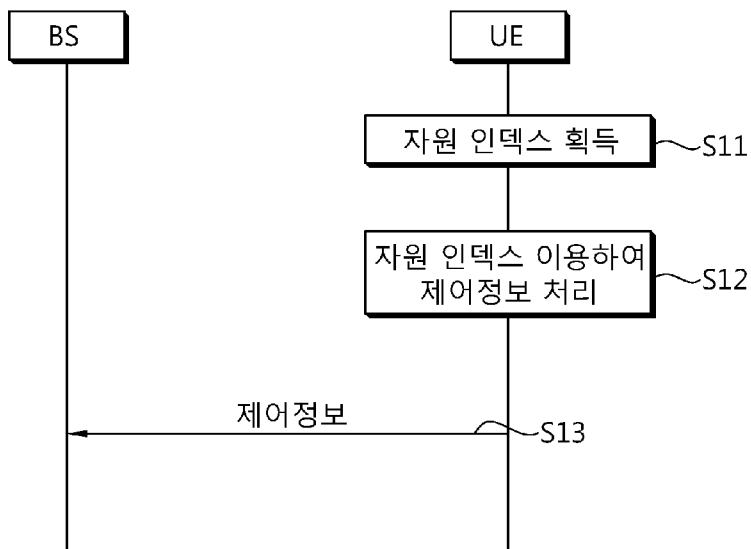 BS
UE
자원 인덱스 획득
S11
자원 인덱스 이용하여
제어정보 처리
S12
제어정보
S13